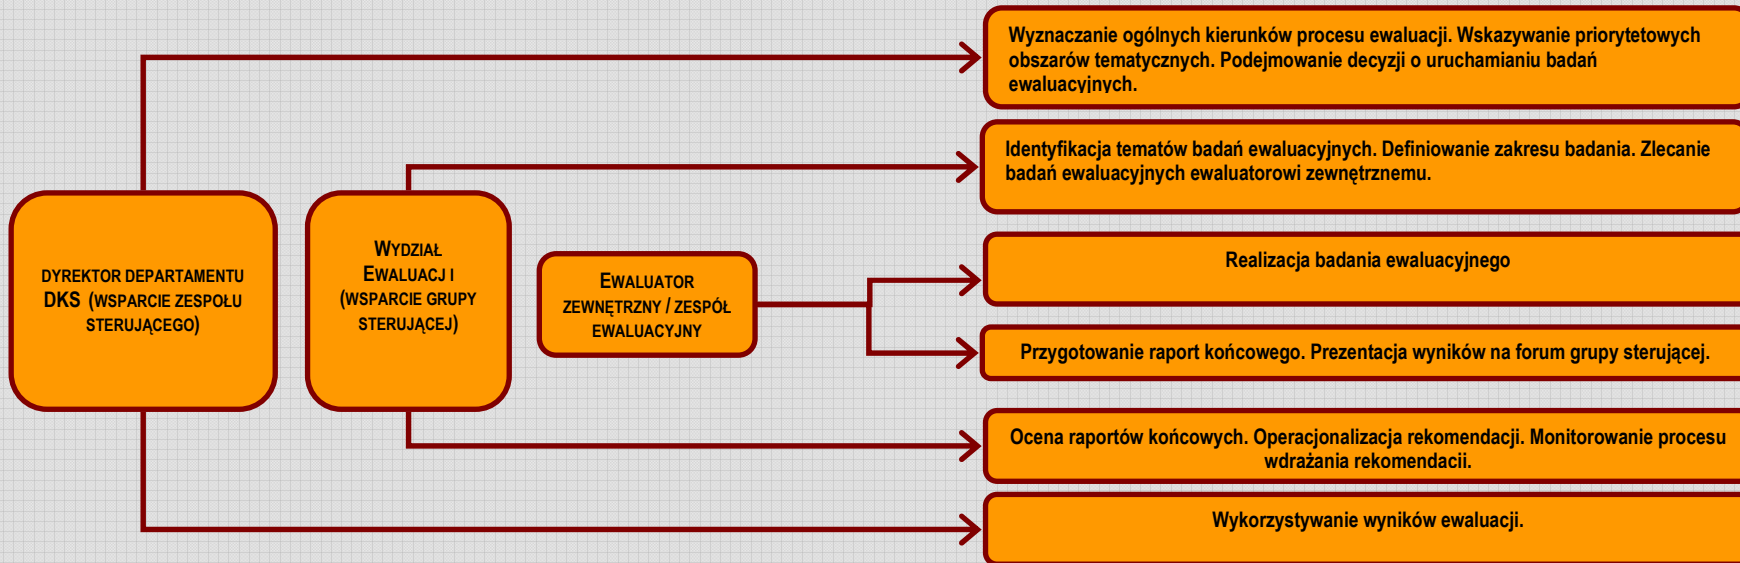 Wyznaczanie ogólnych kierunków procesu ewaluacji. Wskazywanie priorytetowych
obszarów tematycznych. Podejmowanie decyzji o uruchamianiu badań
ewaluacyjnych.
Identyfikacja tematów badań ewaluacyjnych. Definiowanie zakresu badania. Zlecanie
badań ewaluacyjnych ewaluatorowi zewnętrznemu.
DYREKTOR DEPARTAMENTU
DKS (WSPARCIE ZESPOŁU
STERUJĄCEGO)
WYDZIAŁ
EWALUACJ I
(WSPARCIE GRUPY
STERUJĄCEJ)
EWALUATOR
ZEWNĘTRZNY / ZESPÓŁ
EWALUACYJNY
Realizacja badania ewaluacyjnego
Przygotowanie raport końcowego. Prezentacja wyników na forum grupy sterującej.
Ocena raportów końcowych. Operacjonalizacja rekomendacji. Monitorowanie procesu
wdrażania rekomendacji.
Wykorzystywanie wyników ewaluacji.